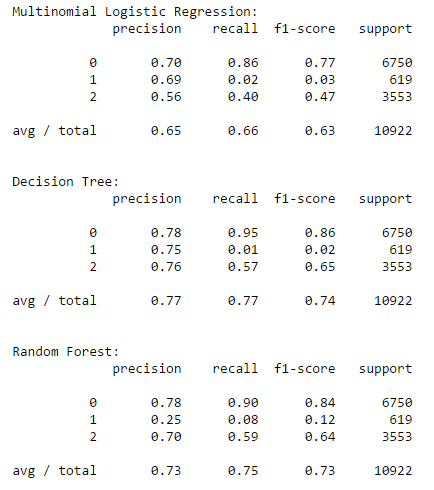 Multinomial Logistic Regression:
precision recall f1-score support
0 0.70 0.86 0.77 6750
1 0.69 0.02 0.03 619
2 0.56 0.40 0.47 3553
avg / total 0.65 0.66 0.63 10922
Decision Tree:
precision recall f1-score support
0 0.78 0.95 0.86 6750
1 0.75 0.01 0.02 619
2 0.76 0.57 0.65 3553
avg / total 0.77 0.77 0.74 10922
Random Forest:
precision recall f1-score support
0 0.78 0.90 0.84 6750
1 0.25 0.08 0.12 619
2 0.70 0.59 0.64 3553
avg / total 0.73 0.75 0.73 10922